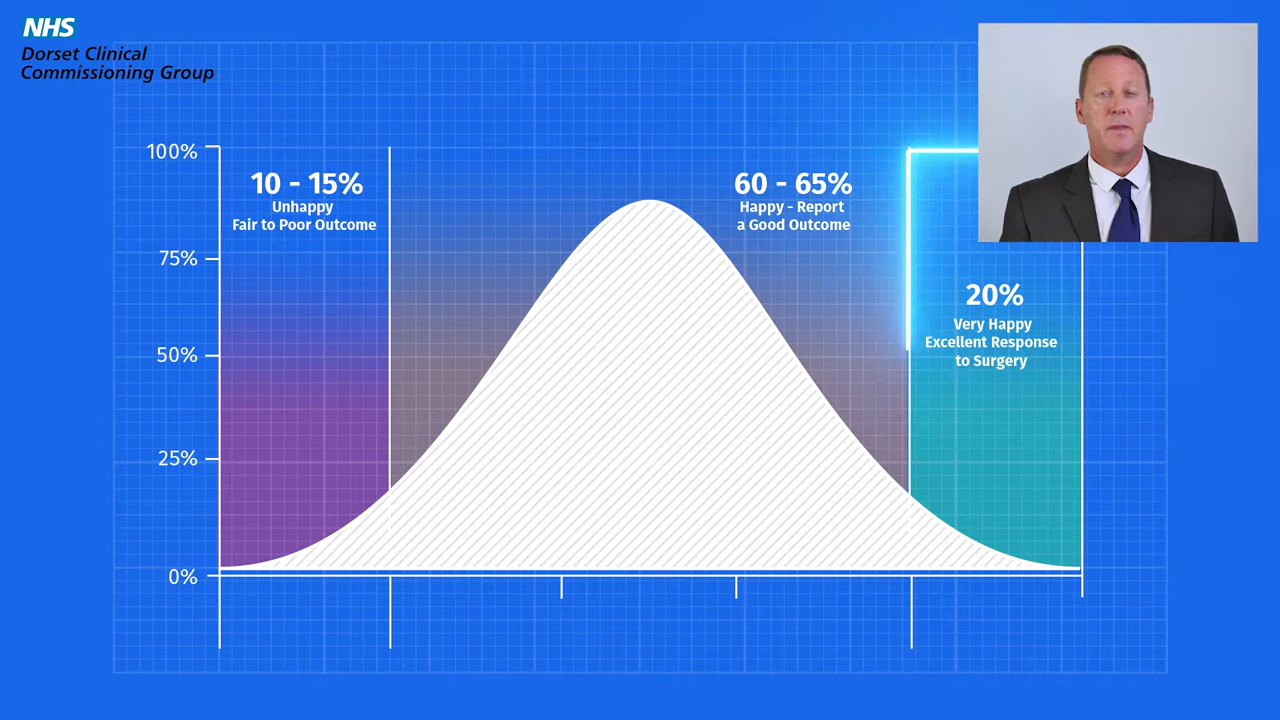 NHS
Dorset Clinical
Commissioning Group
100%
75%
50%
25%
0%
10 - 15%
Unhappy
Fair to Poor Outcome
60 - 65%
Happy - Report
a Good Outcome
20%
Very Happy
Excellent Response
to Surgery